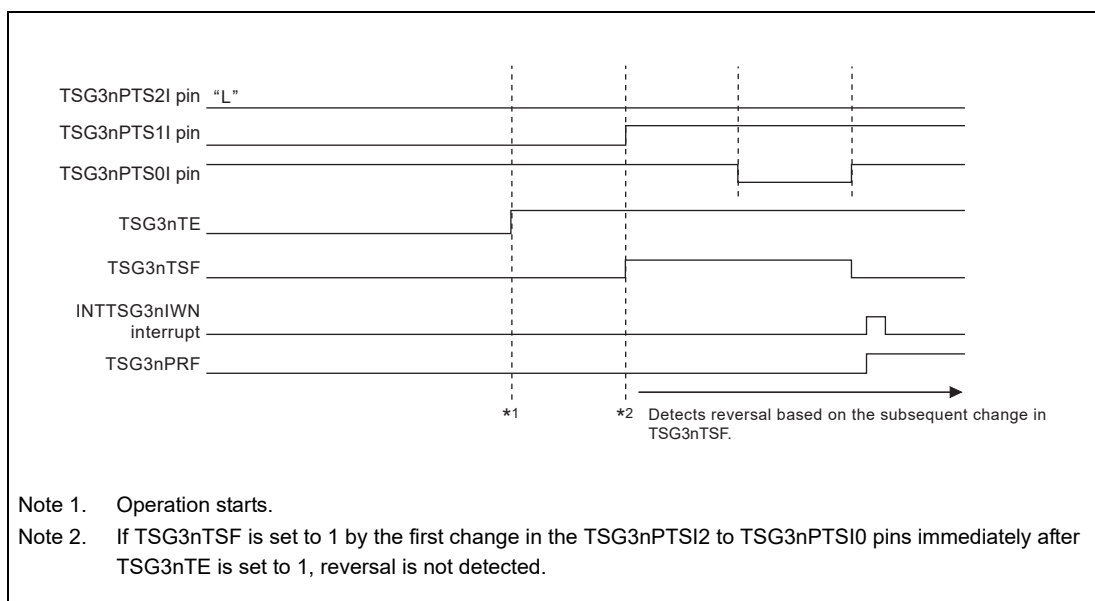 TSG3nPTS2I pin “L”
TSG3nPTS1I pin
TSG3nPTS0I pin
TSG3nTE
TSG3nTSF
INTTSG3nIWN
interrupt
TSG3nPRF
*1
*2 Detects reversal based on the subsequent change in
TSG3nTSF.
Note 1. Operation starts.
Note 2. If TSG3nTSF is set to 1 by the first change in the TSG3nPTSI2 to TSG3nPTSI0 pins immediately after
TSG3nTE is set to 1, reversal is not detected.